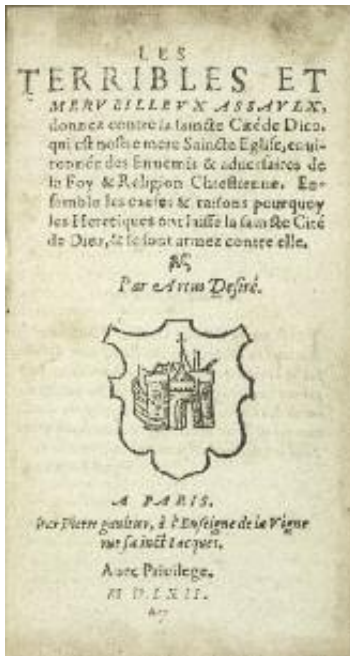 LES
TERRIBLES ET
MERVEILLEVX ASSAVLX,
donnez contre la saincte Cité de Dieu,
qui est nostre mere Saincte Eglise, enui-
ronnée des Ennemis & aduersaires de
la Foy & Religion Chrestienne. En-
semble les causes & raisons pourquoy
les Heretiques ont laissé la saincte Cité
de Dieu, & se sont armez contre elle.
Par Artus Desiré.
A PARIS.
Par Pierre gaultier, à l'Enseigne de la Vigne
rue sainct Iacques.
Auec Priuilege.
M D. LXII.